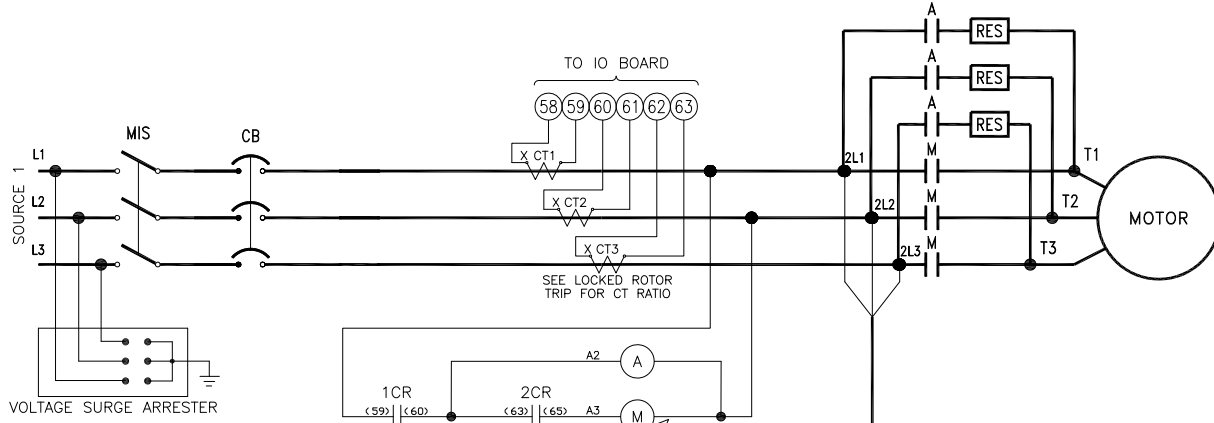 A
RES
A
RES
A
RES
TO IO BOARD
58 59 60 61 62 63
MIS
CB
SOURCE 1
L1
X CT1
2L1
M
T1
L2
X CT2
2L2
M
T2
MOTOR
L3
X CT3
2L3
M
T3
SEE LOCKED ROTOR
TRIP FOR CT RATIO
VOLTAGE SURGE ARRESTER
A2
A
1CR
(59) (60)
2CR
(63) (65)
A3
M